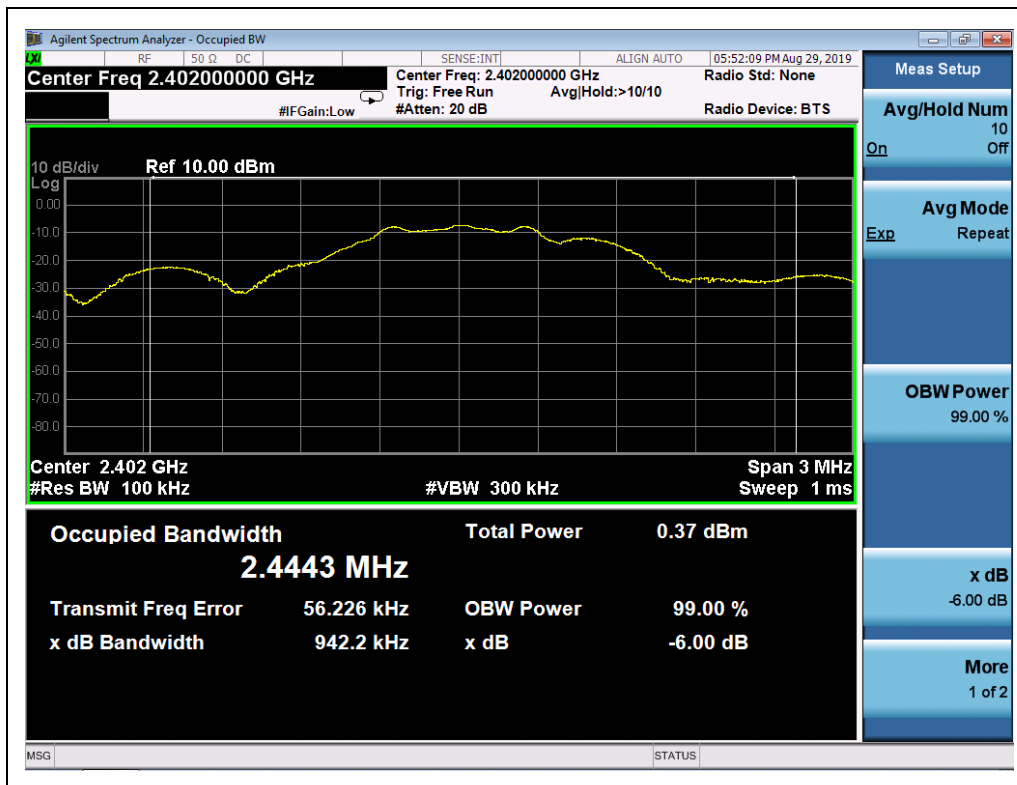 Agilent Spectrum Analyzer - Occupied BW
LXI RF 50 Ω DC SENSE:INT ALIGN AUTO 05:52:09 PM Aug 29, 2019
Center Freq 2.402000000 GHz
Center Freq: 2.402000000 GHz
Radio Std: None
Trig: Free Run Avg|Hold:>10/10
#IFGain:Low
#Atten: 20 dB
Radio Device: BTS
10 dB/div Ref 10.00 dBm
Log
0.00
-10.0
-20.0
-30.0
-40.0
-50.0
-60.0
-70.0
-80.0
Center 2.402 GHz Span 3 MHz
#Res BW 100 kHz #VBW 300 kHz Sweep 1 ms
Occupied Bandwidth Total Power 0.37 dBm
2.4443 MHz
Transmit Freq Error 56.226 kHz OBW Power 99.00 %
x dB Bandwidth 942.2 kHz x dB -6.00 dB
MSG STATUS
Meas Setup
Avg/Hold Num
10
On Off
Avg Mode
Exp Repeat
OBW Power
99.00 %
x dB
-6.00 dB
More
1 of 2